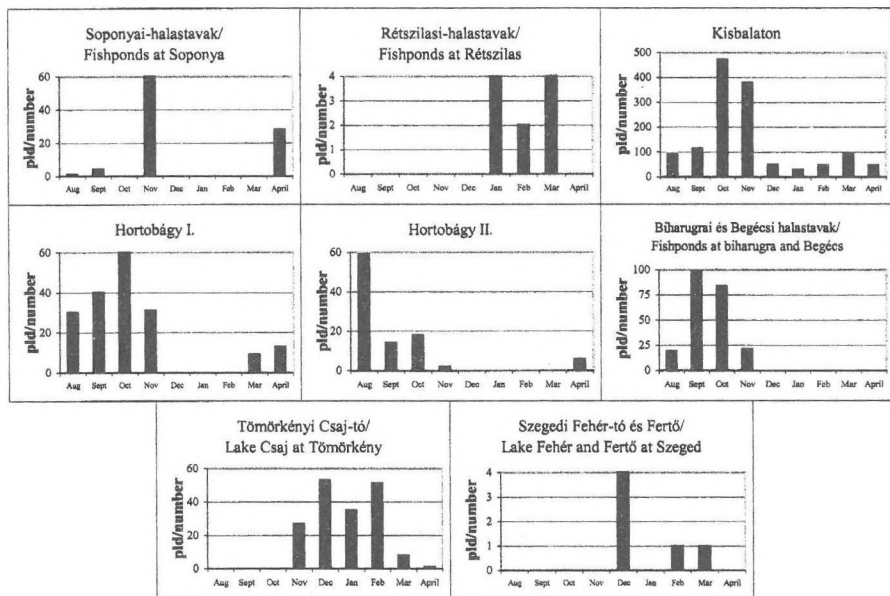 Soponyai-halastavak/
Fishponds at Soponya
pld/number
60
40
20
0
Aug Sept Oct Nov Dec Jan Feb Mar April
Rétszilasi-halastavak/
Fishponds at Rétszilas
pld/number
4
3
2
1
0
Aug Sept Oct Nov Dec Jan Feb Mar April
Kisbalaton
pld/number
500
400
300
200
100
0
Aug Sept Oct Nov Dec Jan Feb Mar April
Hortobágy I.
pld/number
60
40
20
0
Aug Sept Oct Nov Dec Jan Feb Mar April
Hortobágy II.
pld/number
60
40
20
0
Aug Sept Oct Nov Dec Jan Feb Mar April
Biharugrai és Begécsi halastavak/
Fishponds at biharugra and Begécs
pld/number
100
75
50
25
0
Aug Sept Oct Nov Dec Jan Feb Mar April
Tömörkényi Csaj-tó/
Lake Csaj at Tömörkény
pld/number
60
40
20
0
Aug Sept Oct Nov Dec Jan Feb Mar April
Szegedi Fehér-tó és Fertő/
Lake Fehér and Fertő at Szeged
pld/number
4
3
2
1
0
Aug Sept Oct Nov Dec Jan Feb Mar April